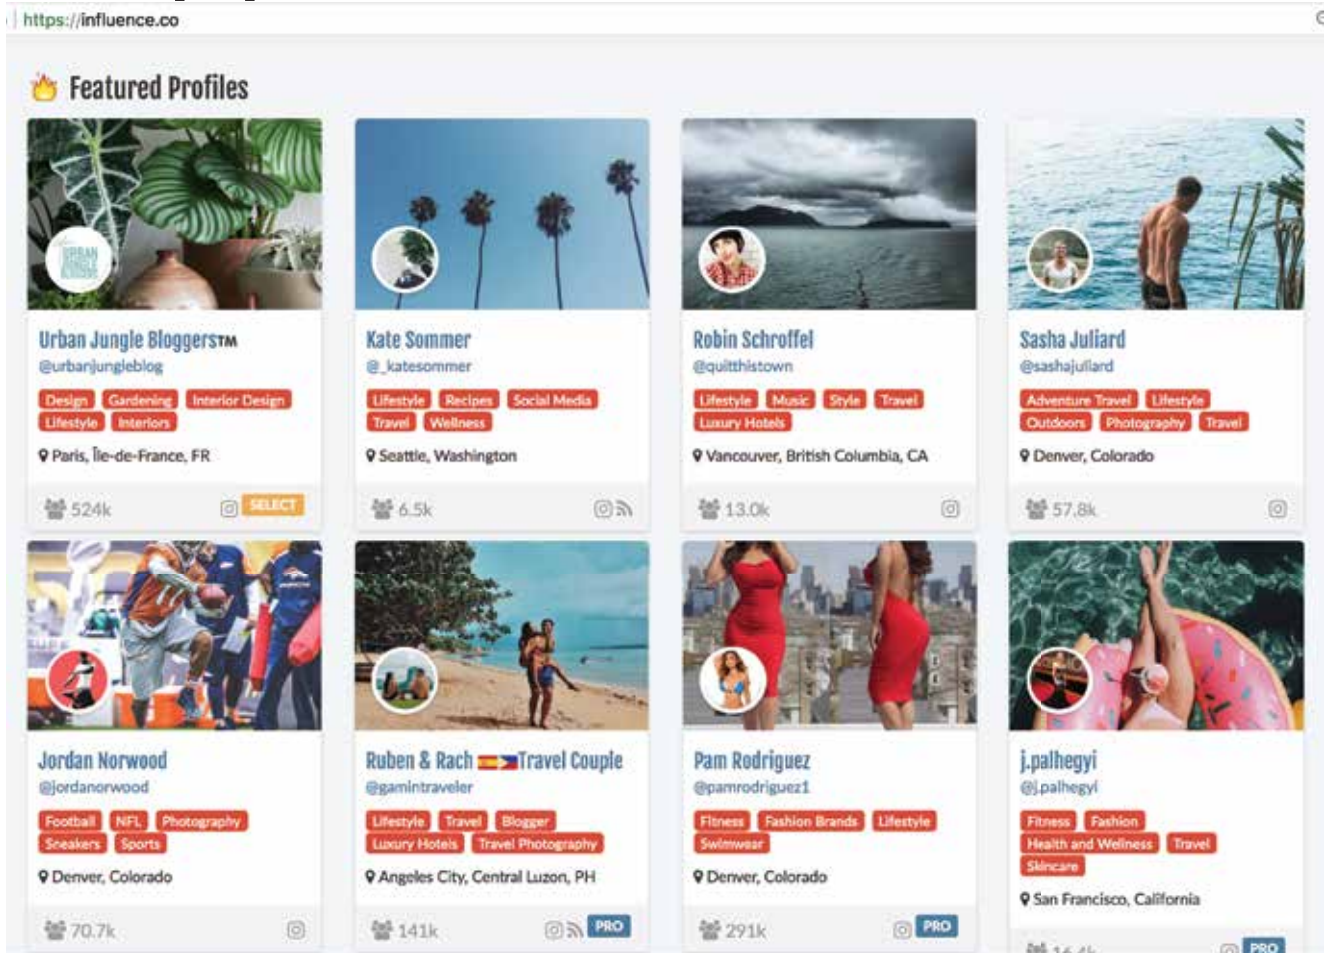 https://influence.co
Featured Profiles
URBAN
JUNGLE
BLOGGERS
Urban Jungle Bloggers™
@urbanjungleblog
Design Gardening Interior Design
Lifestyle Interiors
Paris, Île-de-France, FR
524k SELECT
Kate Sommer
@_katesommer
Lifestyle Recipes Social Media
Travel Wellness
Seattle, Washington
6.5k
Robin Schroffel
@quitthistown
Lifestyle Music Style Travel
Luxury Hotels
Vancouver, British Columbia, CA
13.0k
Sasha Juliard
@sashajuliard
Adventure Travel Lifestyle
Outdoors Photography Travel
Denver, Colorado
57.8k
Jordan Norwood
@jordanorwood
Football NFL Photography
Sneakers Sports
Denver, Colorado
70.7k
Ruben & Rach 🇪🇸🇵🇭Travel Couple
@gamintraveler
Lifestyle Travel Blogger
Luxury Hotels Travel Photography
Angeles City, Central Luzon, PH
141k PRO
Pam Rodriguez
@pamrodriguez1
Fitness Fashion Brands Lifestyle
Swimwear
Denver, Colorado
291k PRO
j.palhegyi
@j.palhegyi
Fitness Fashion
Health and Wellness Travel
Skincare
San Francisco, California
16.4k PRO